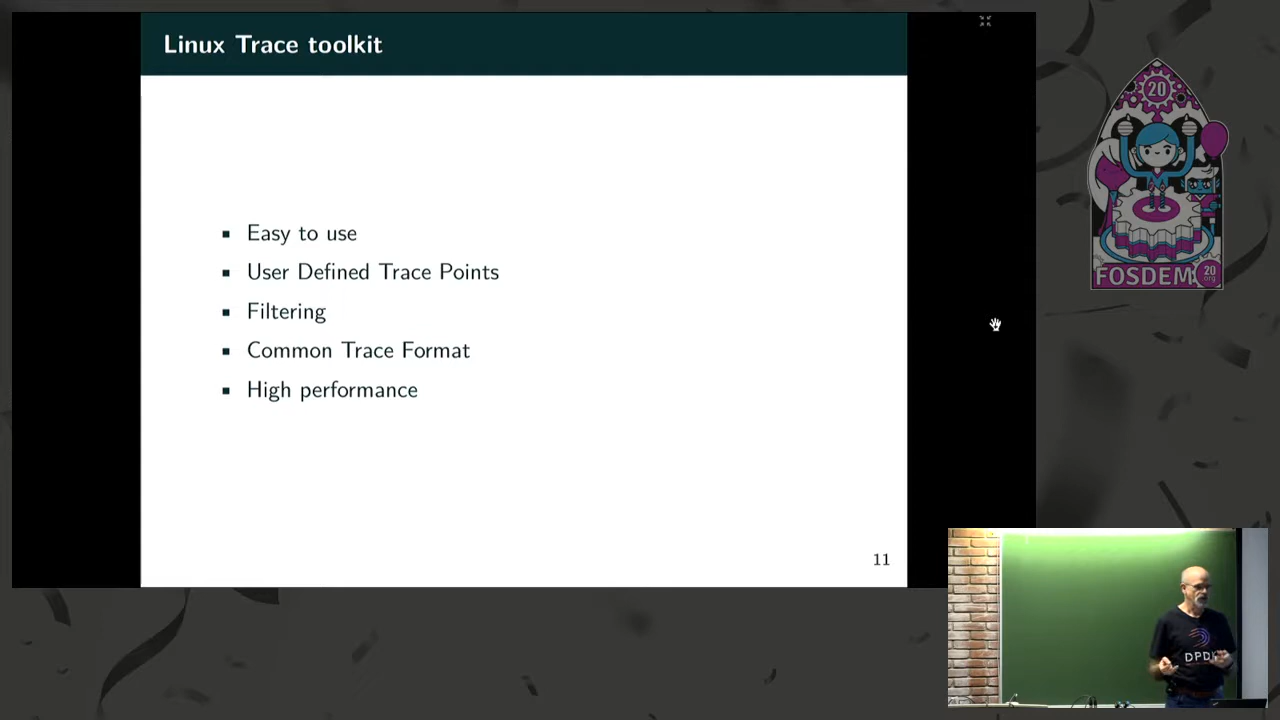 Linux Trace toolkit
Easy to use
User Defined Trace Points
Filtering
Common Trace Format
High performance
11
20
FOSDEM
20
.org
DPDK